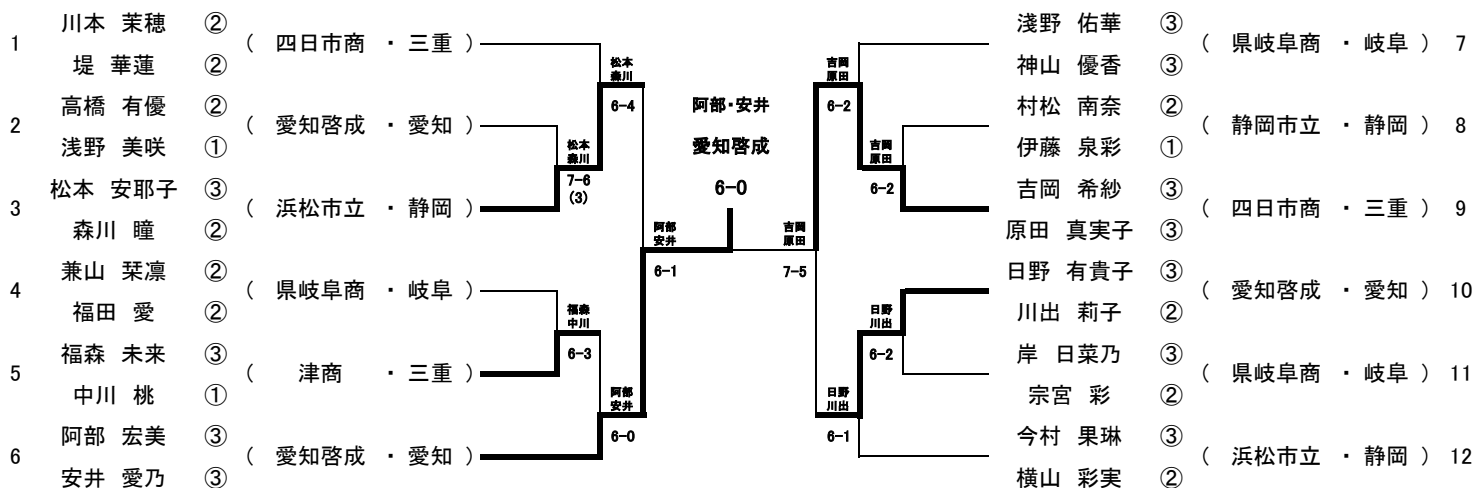 川本 茉穂 ②
1 ( 四日市商 ・ 三重 )
堤 華蓮 ②
高橋 有優 ②
2 ( 愛知啓成 ・ 愛知 )
浅野 美咲 ①
松本 安耶子 ③
3 ( 浜松市立 ・ 静岡 )
森川 瞳 ②
兼山 栞凛 ②
4 ( 県岐阜商 ・ 岐阜 )
福田 愛 ②
福森 未来 ③
5 ( 津商 ・ 三重 )
中川 桃 ①
阿部 宏美 ③
6 ( 愛知啓成 ・ 愛知 )
安井 愛乃 ③
松本
森川
7-6
(3)
福森
中川
6-3
松本
森川
6-4
阿部
安井
6-0
阿部
安井
6-1
阿部・安井
愛知啓成
6-0
吉岡
原田
7-5
吉岡
原田
6-2
日野
川出
6-1
吉岡
原田
6-2
日野
川出
6-2
淺野 佑華 ③
( 県岐阜商 ・ 岐阜 ) 7
神山 優香 ③
村松 南奈 ②
( 静岡市立 ・ 静岡 ) 8
伊藤 泉彩 ①
吉岡 希紗 ③
( 四日市商 ・ 三重 ) 9
原田 真実子 ③
日野 有貴子 ③
( 愛知啓成 ・ 愛知 ) 10
川出 莉子 ②
岸 日菜乃 ③
( 県岐阜商 ・ 岐阜 ) 11
宗宮 彩 ②
今村 果琳 ③
( 浜松市立 ・ 静岡 ) 12
横山 彩実 ②